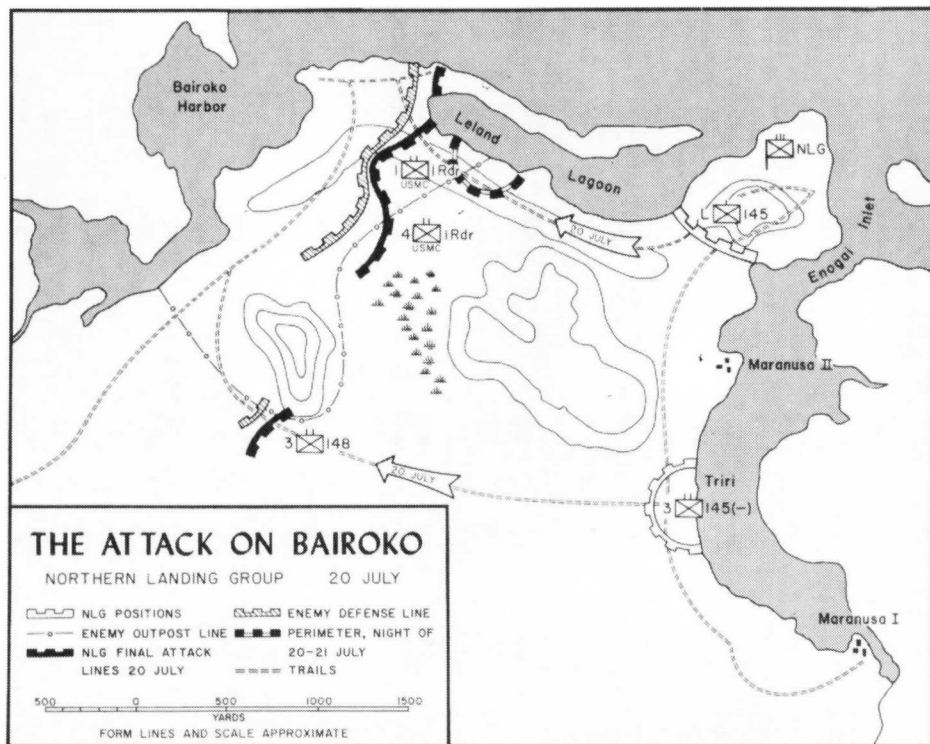 Bairoko
Harbor
Leland
Lagoon
NLG
1 1Rdr
USMC
L 145
20 JULY
4 1Rdr
USMC
Enogai Inlet
Maranusa II
3 148
20 JULY
Triri
3 145(-)
Maranusa I
THE ATTACK ON BAIROKO
NORTHERN LANDING GROUP 20 JULY
NLG POSITIONS
ENEMY OUTPOST LINE
NLG FINAL ATTACK
LINES 20 JULY
ENEMY DEFENSE LINE
PERIMETER, NIGHT OF
20-21 JULY
TRAILS
500 0 500 1000 1500
YARDS
FORM LINES AND SCALE APPROXIMATE